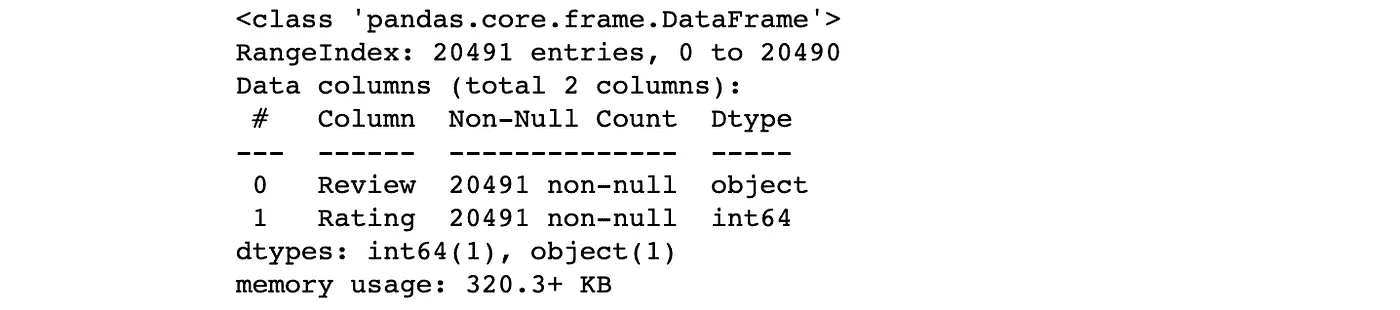 <class 'pandas.core.frame.DataFrame'>
RangeIndex: 20491 entries, 0 to 20490
Data columns (total 2 columns):
 #   Column  Non-Null Count  Dtype
---  ------  --------------  -----
 0   Review  20491 non-null  object
 1   Rating  20491 non-null  int64
dtypes: int64(1), object(1)
memory usage: 320.3+ KB